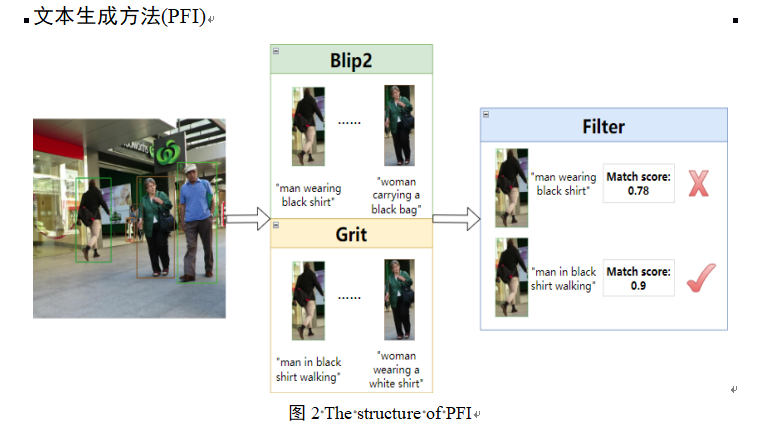 文本生成方法(PFI)
Blip2
......
"man wearing
black shirt"
"woman
carrying a
black bag"
Grit
......
"man in black
shirt walking"
"woman
wearing a
white shirt"
Filter
"man wearing
black shirt"
Match score:
0.78
"man in black
shirt walking"
Match score:
0.9
图 2 The structure of PFI